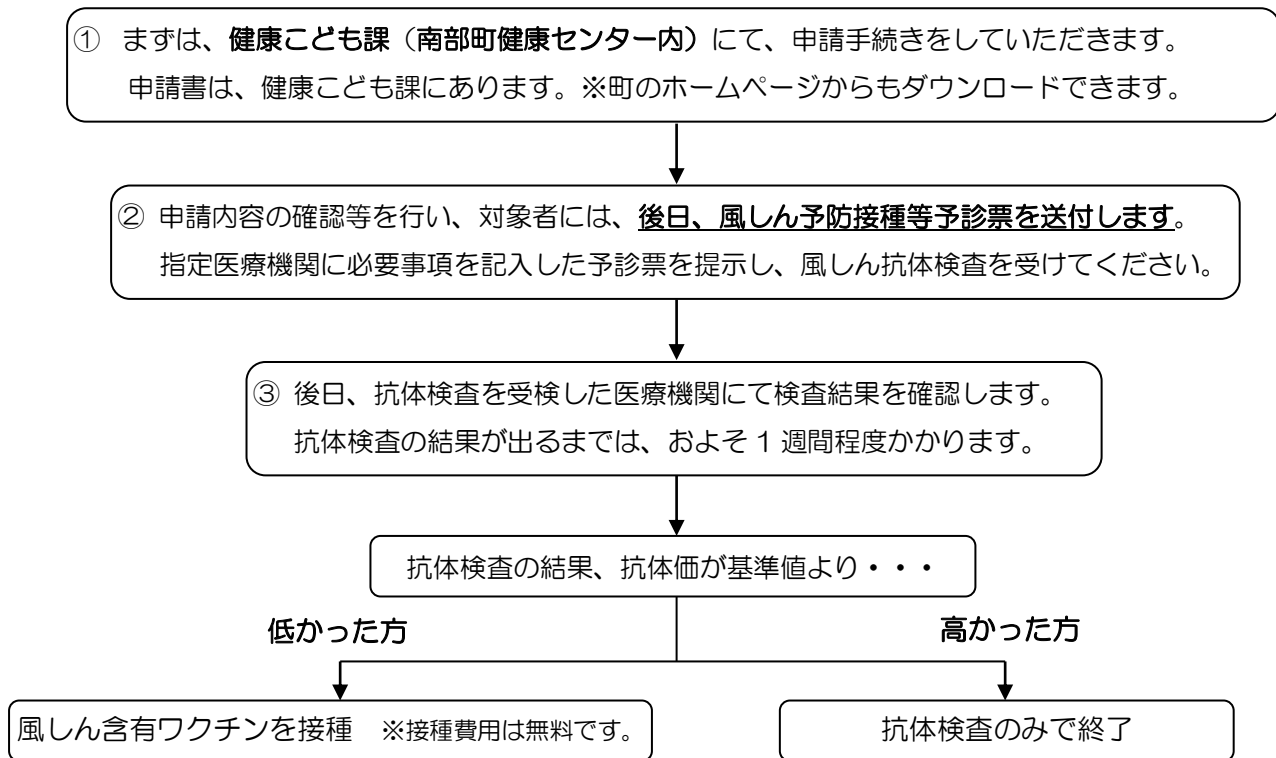 ① まずは、健康こども課（南部町健康センター内）にて、申請手続きをしていただきます。
申請書は、健康こども課にあります。※町のホームページからもダウンロードできます。
② 申請内容の確認等を行い、対象者には、後日、風しん予防接種等予診票を送付します。
指定医療機関に必要事項を記入した予診票を提示し、風しん抗体検査を受けてください。
③ 後日、抗体検査を受検した医療機関にて検査結果を確認します。
抗体検査の結果が出るまでは、およそ 1 週間程度かかります。
抗体検査の結果、抗体価が基準値より・・・
低かった方
高かった方
風しん含有ワクチンを接種 ※接種費用は無料です。
抗体検査のみで終了